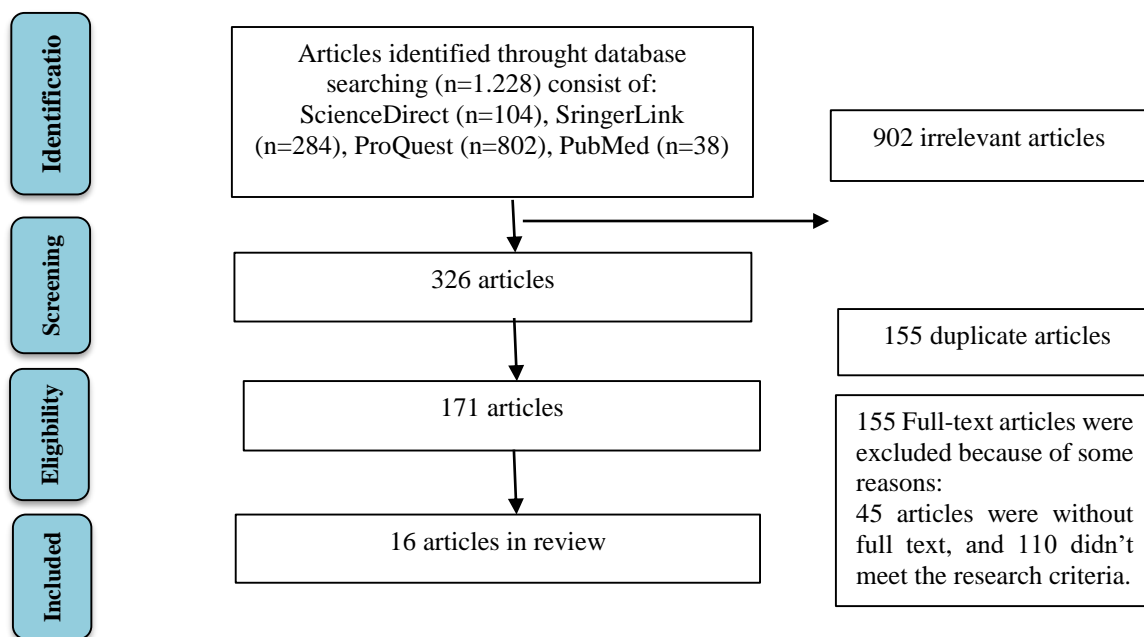 Identificatio
Articles identified throught database
searching (n=1.228) consist of:
ScienceDirect (n=104), SringerLink
(n=284), ProQuest (n=802), PubMed (n=38)
902 irrelevant articles
Screening
326 articles
155 duplicate articles
Eligibility
171 articles
155 Full-text articles were
excluded because of some
reasons:
45 articles were without
full text, and 110 didn’t
meet the research criteria.
Included
16 articles in review